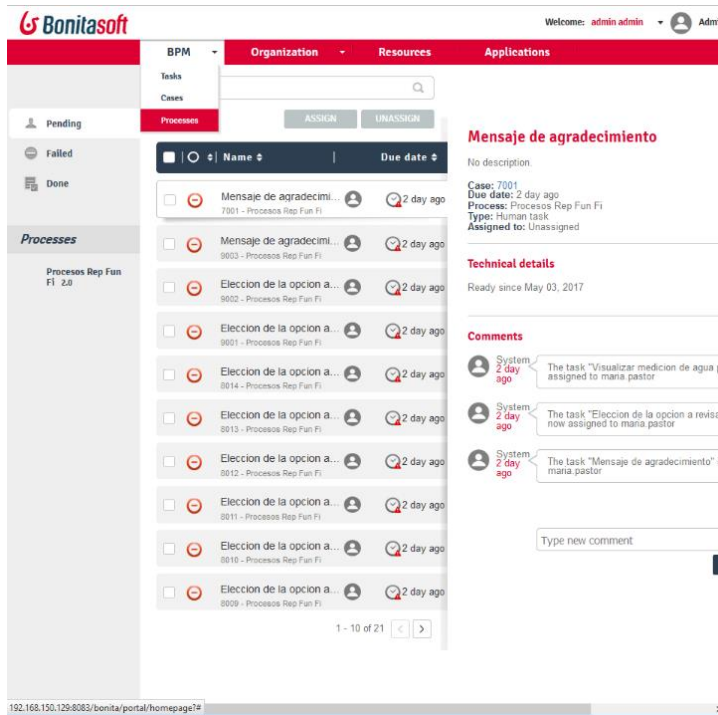 Bonitasoft
Welcome: admin admin
BPM Organization Resources Applications
Tasks
Cases
Processes
ASSIGN UNASSIGN
Pending
Failed
Done
Processes
Procesos Rep Fun
Fi 2.0
Name Due date
Mensaje de agradecimi... 2 day ago
7001 - Procesos Rep Fun Fi
Mensaje de agradecimi... 2 day ago
9003 - Procesos Rep Fun Fi
Eleccion de la opcion a... 2 day ago
9002 - Procesos Rep Fun Fi
Eleccion de la opcion a... 2 day ago
9001 - Procesos Rep Fun Fi
Eleccion de la opcion a... 2 day ago
8014 - Procesos Rep Fun Fi
Eleccion de la opcion a... 2 day ago
8013 - Procesos Rep Fun Fi
Eleccion de la opcion a... 2 day ago
8012 - Procesos Rep Fun Fi
Eleccion de la opcion a... 2 day ago
8011 - Procesos Rep Fun Fi
Eleccion de la opcion a... 2 day ago
8010 - Procesos Rep Fun Fi
Eleccion de la opcion a... 2 day ago
8009 - Procesos Rep Fun Fi
1 - 10 of 21
Mensaje de agradecimiento
No description.
Case: 7001
Due date: 2 day ago
Process: Procesos Rep Fun Fi
Type: Human task
Assigned to: Unassigned
Technical details
Ready since May 03, 2017
Comments
System
2 day
ago
The task "Visualizar medicion de agua
assigned to maria.pastor
System
2 day
ago
The task "Eleccion de la opcion a revisa
now assigned to maria.pastor
System
2 day
ago
The task "Mensaje de agradecimiento"
maria.pastor
Type new comment
192.168.150.129:8083/bonita/portal/homepage?#